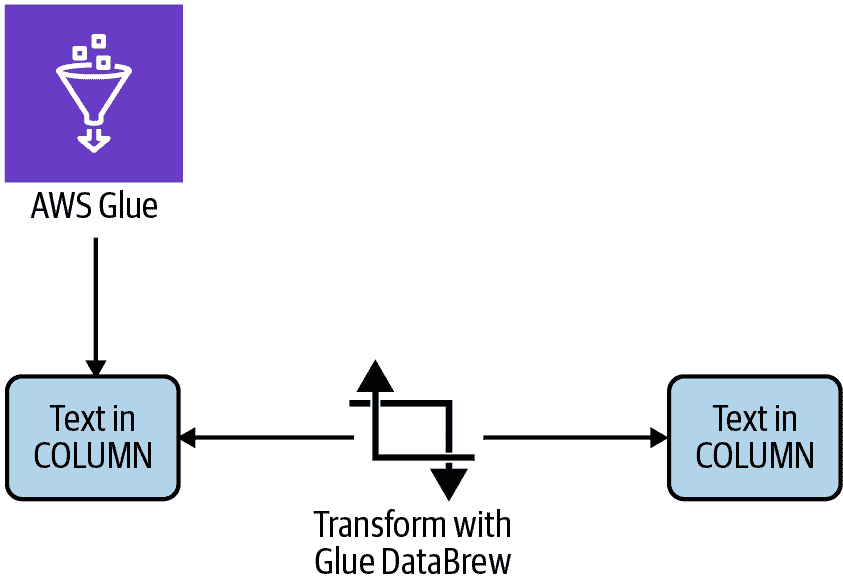 AWS Glue
Text in
COLUMN
Text in
COLUMN
Transform with
Glue DataBrew